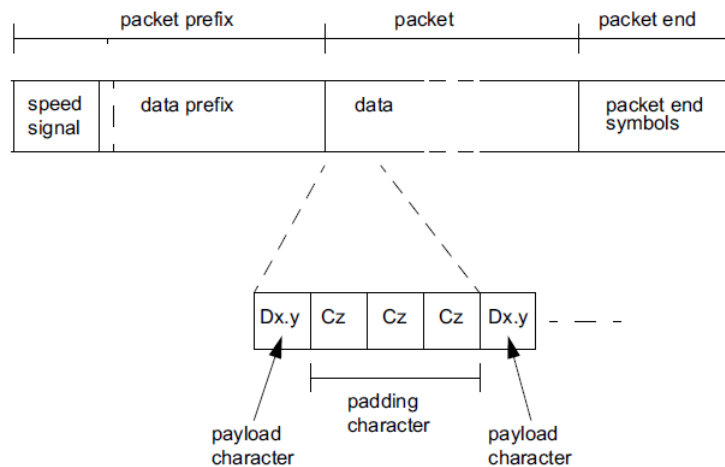 packet prefix packet packet end
speed
signal
data prefix
data
packet end
symbols
Dx.y Cz Cz Cz Dx.y
padding
character
payload
character
payload
character